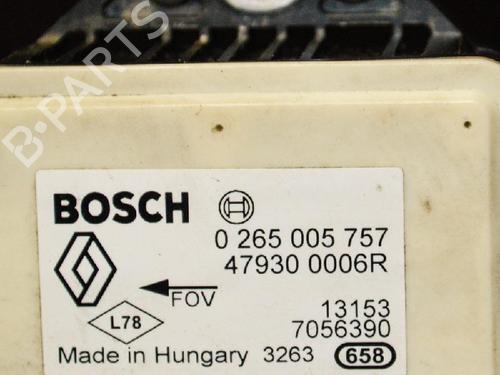 B-PARTS
BOSCH
0 265 005 757
47930 0006R
FOV
13153
L78
7056390
Made in Hungary 3263 658